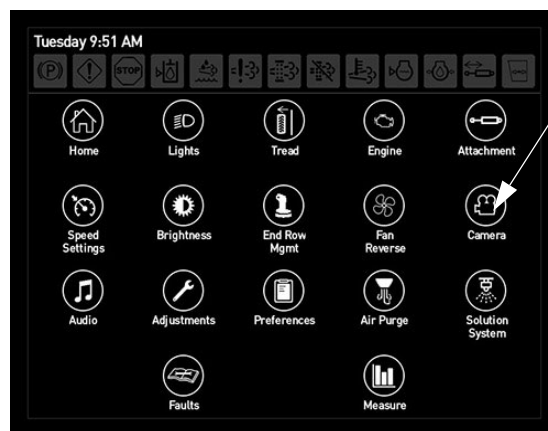 Tuesday 9:51 AM
(P) STOP
Home Lights Tread Engine Attachment
Speed Settings Brightness End Row Mgmt Fan Reverse Camera
Audio Adjustments Preferences Air Purge Solution System
Faults Measure